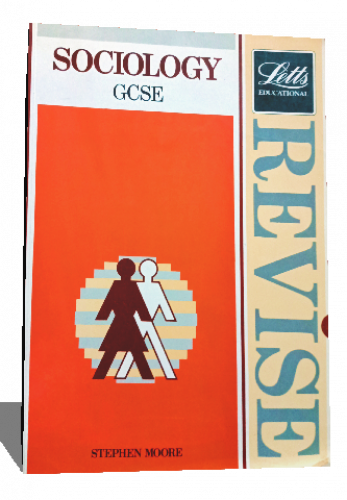 SOCIOLOGY
GCSE
Letts
EDUCATIONAL
REVISE
STEPHEN MOORE